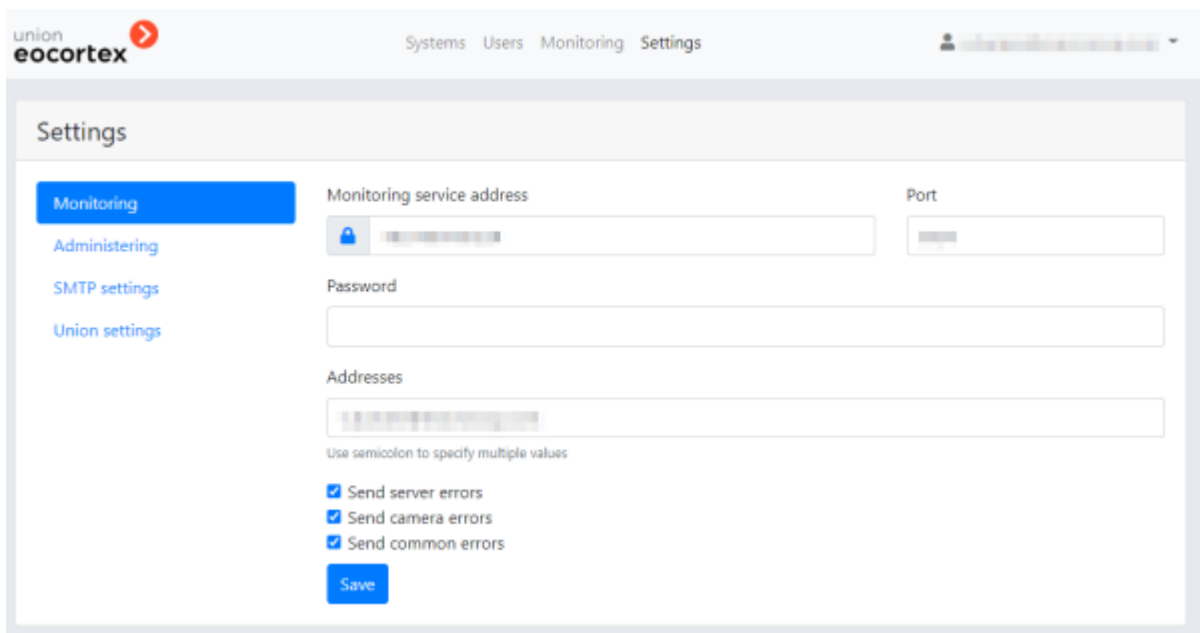 union
eocortex
Systems Users Monitoring Settings
Settings
Monitoring
Administering
SMTP settings
Union settings
Monitoring service address
Port
Password
Addresses
Use semicolon to specify multiple values
Send server errors
Send camera errors
Send common errors
Save